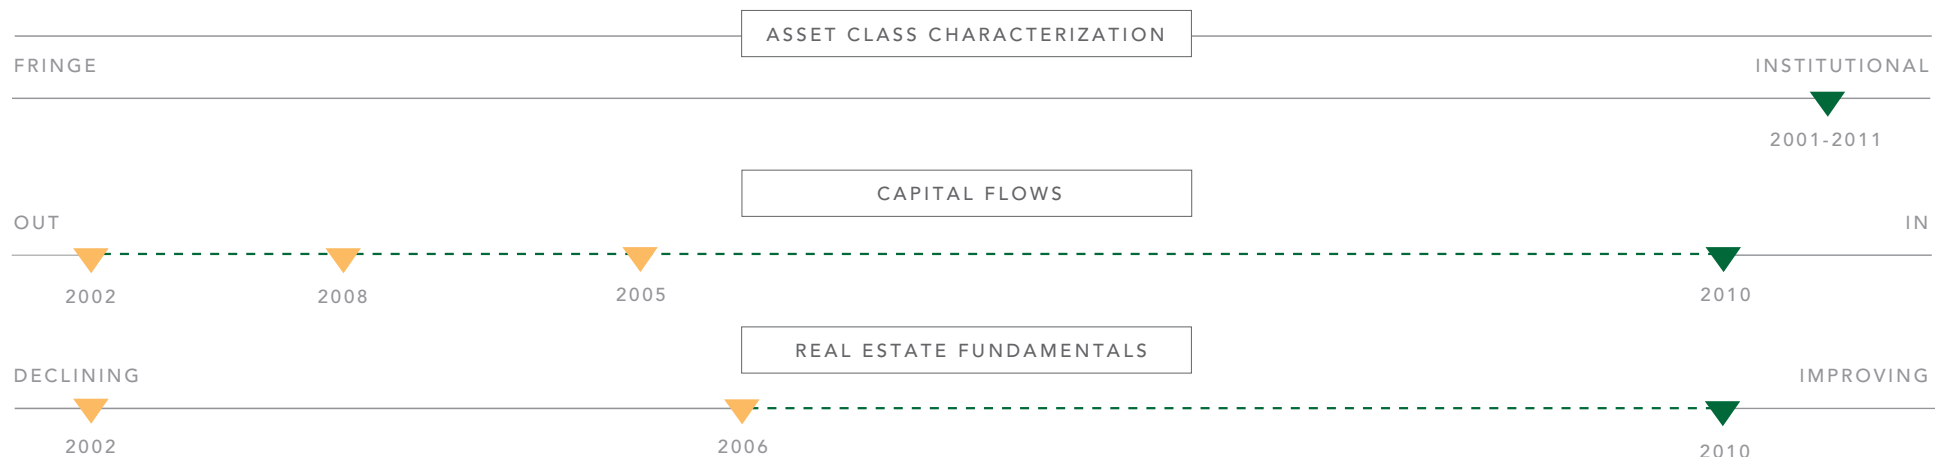 ASSET CLASS CHARACTERIZATION
FRINGE INSTITUTIONAL
2001-2011
CAPITAL FLOWS
OUT IN
2002 2008 2005 2010
REAL ESTATE FUNDAMENTALS
DECLINING IMPROVING
2002 2006 2010